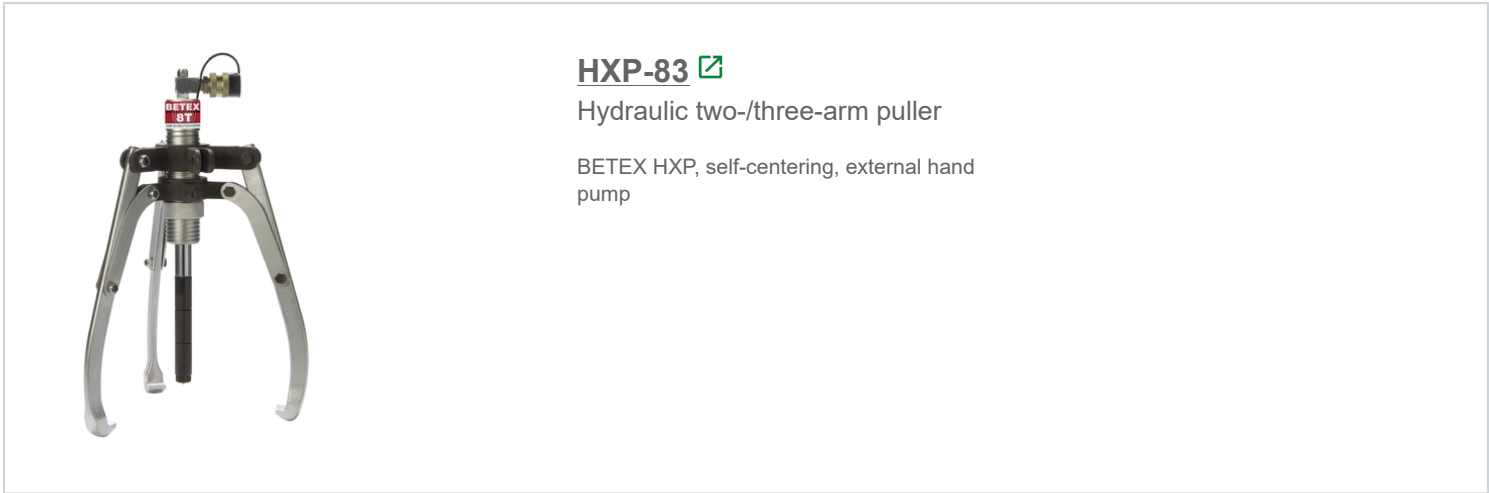 BETEX
8T
HXP-83
Hydraulic two-/three-arm puller
BETEX HXP, self-centering, external hand
pump